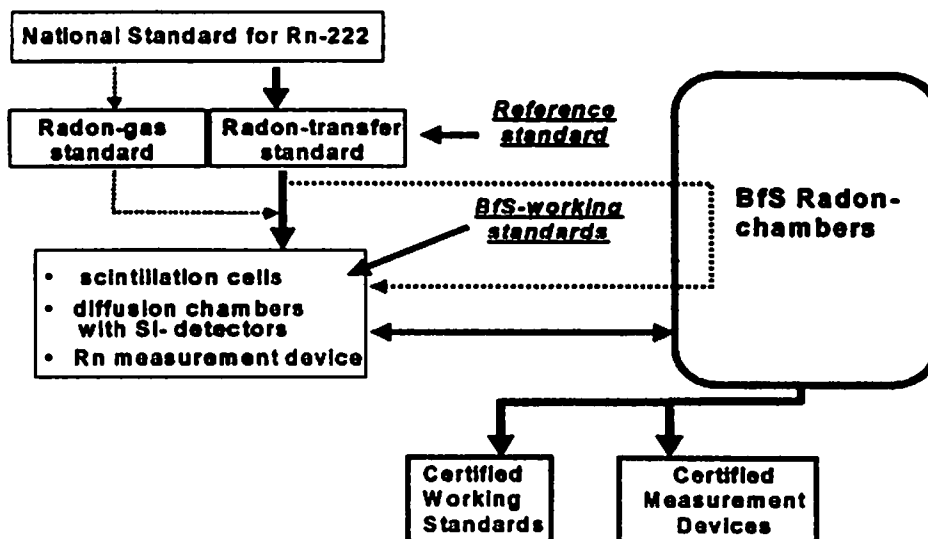 National Standard for Rn-222
Radon-gas
standard
Radon-transfer
standard
Reference
standard
BfS-working
standards
BfS Radon-
chambers
• scintillation cells
• diffusion chambers
with SI- detectors
• Rn measurement device
Certified
Working
Standards
Certified
Measurement
Devices